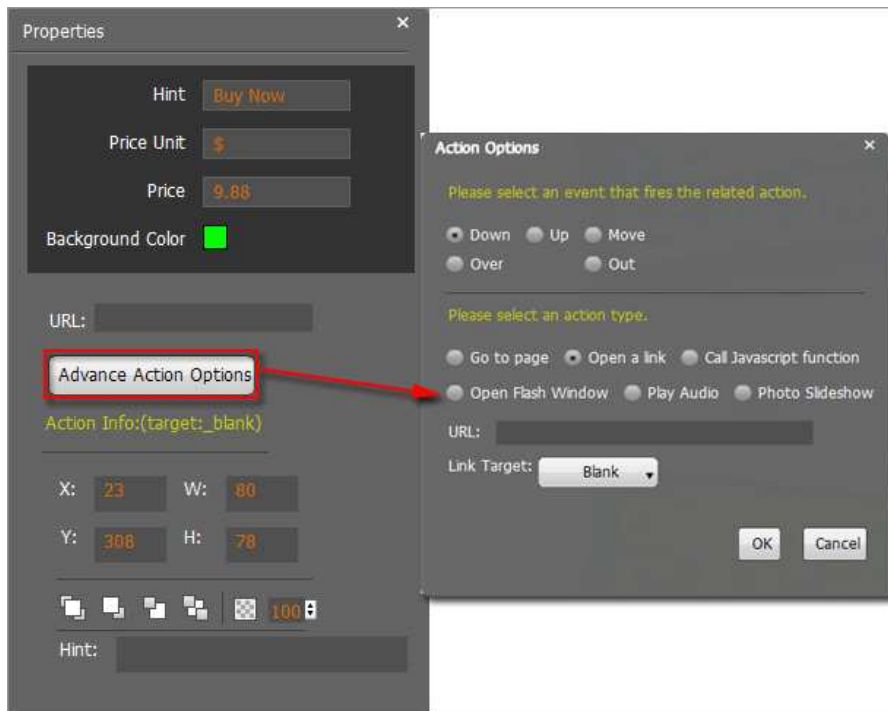 Properties
Hint Buy Now
Price Unit $
Price 9.88
Background Color
URL:
Advance Action Options
Action Info:(target:_blank)
X: 23 W: 80
Y: 308 H: 78
100
Hint:
Action Options
Please select an event that fires the related action.
Down Up Move
Over Out
Please select an action type.
Go to page Open a link Call Javascript function
Open Flash Window Play Audio Photo Slideshow
URL:
Link Target: Blank
OK Cancel